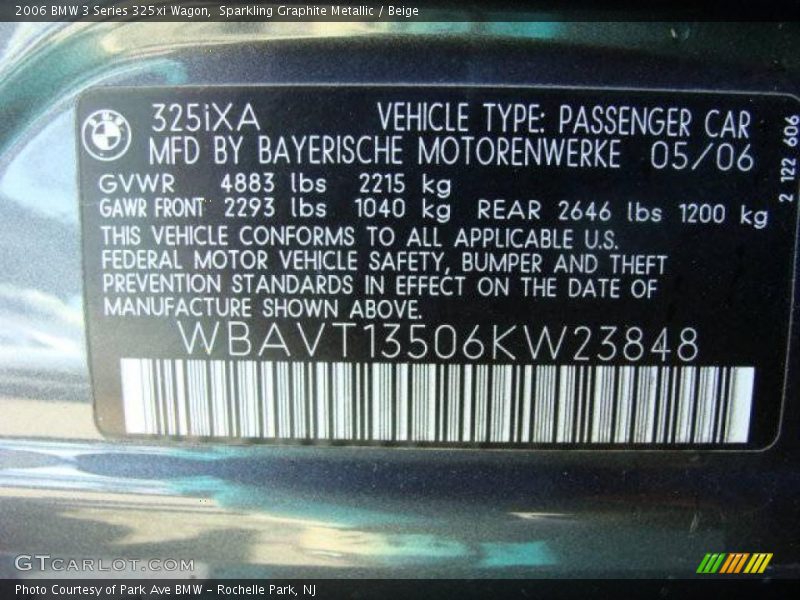 2006 BMW 3 Series 325xi Wagon,  Sparkling Graphite Metallic / Beige
325iXA VEHICLE TYPE: PASSENGER CAR
MFD BY BAYERISCHE MOTORENWERKE 05/06
GVWR 4883 lbs 2215 kg
GAWR FRONT 2293 lbs 1040 kg REAR 2646 lbs 1200 kg
THIS VEHICLE CONFORMS TO ALL APPLICABLE U.S.
FEDERAL MOTOR VEHICLE SAFETY, BUMPER AND THEFT
PREVENTION STANDARDS IN EFFECT ON THE DATE OF
MANUFACTURE SHOWN ABOVE.
WBAVT13506KW23848
2 122 606
BMW
GTCARLOT.COM
Photo Courtesy of Park Ave BMW - Rochelle Park, NJ